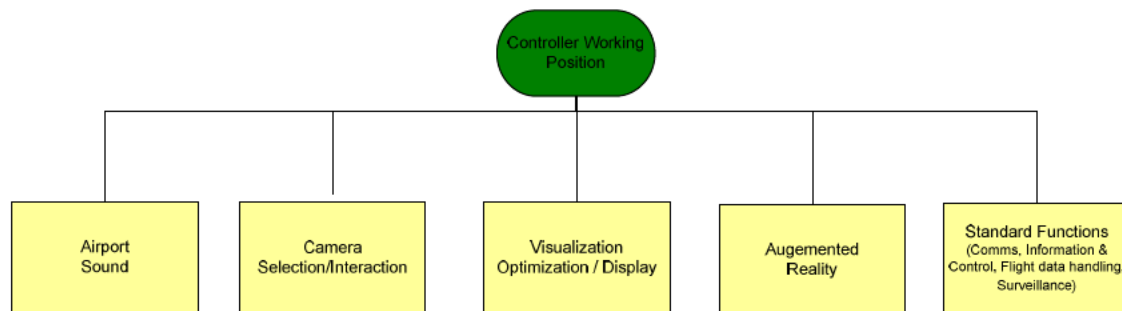 Controller Working
Position
Airport
Sound
Camera
Selection/Interaction
Visualization
Optimization / Display
Augemented
Reality
Standard Functions
(Comms, Information &
Control, Flight data handling,
Surveillance)